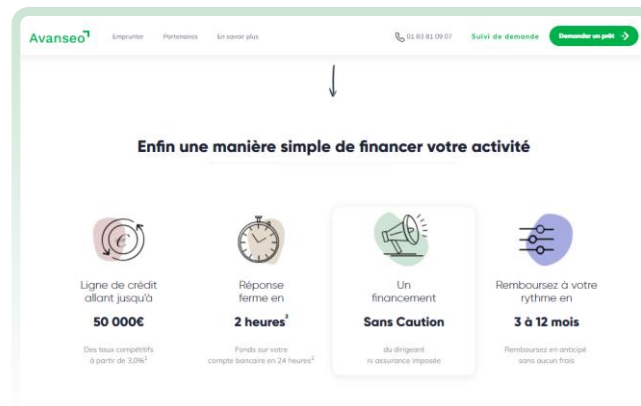 Avanseo
Emprunter Partenaires En savoir plus 01 83 81 09 07 Suivi de demande Demander un prêt
Enfin une manière simple de financer votre activité
Ligne de crédit
allant jusqu'à
50 000€
Des taux compétitifs
à partir de 3,0%²
Réponse
ferme en
2 heures²
Fonds sur votre
compte bancaire en 24 heures²
Un
financement
Sans Caution
du dirigeant
ni assurance imposée
Remboursez à votre
rythme en
3 à 12 mois
Remboursez en anticipé
sans aucun frais